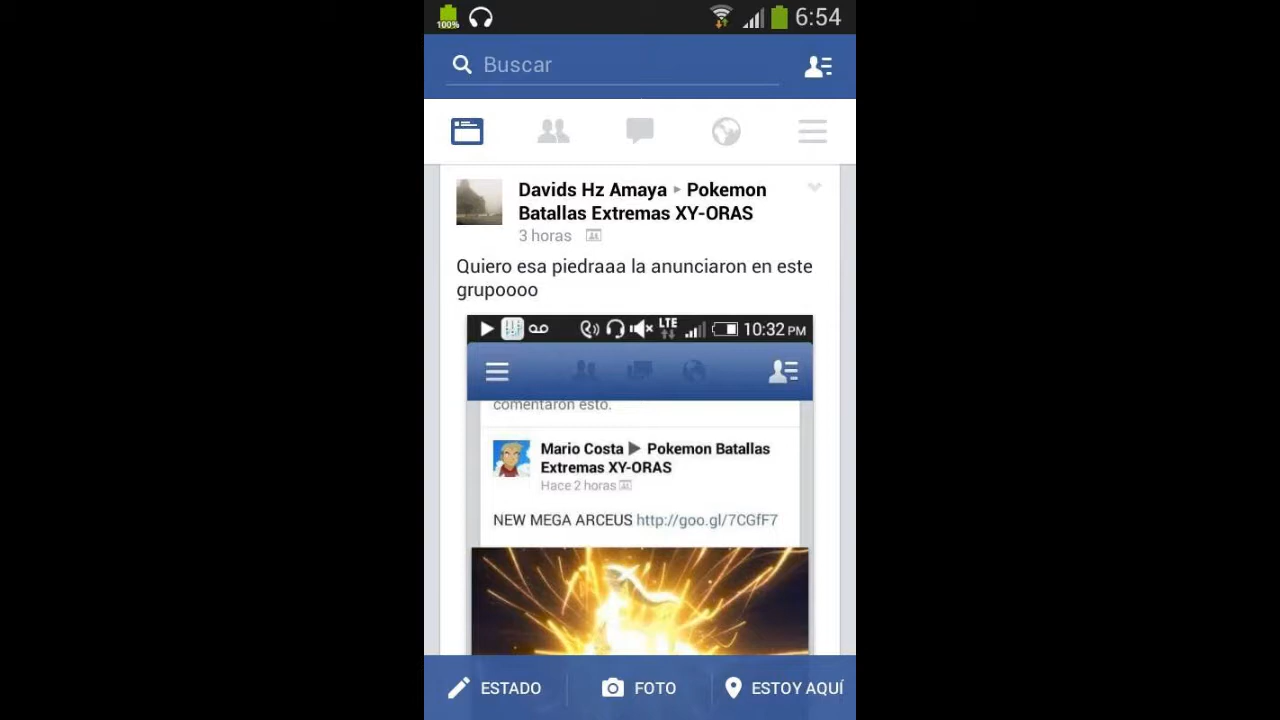 100%
6:54
Buscar
Davids Hz Amaya ▸ Pokemon
Batallas Extremas XY-ORAS
3 horas
Quiero esa piedraaa la anunciaron en este
grupoooo
LTE
10:32 PM
comentaron esto.
Mario Costa ▶ Pokemon Batallas
Extremas XY-ORAS
Hace 2 horas
NEW MEGA ARCEUS http://goo.gl/7CGfF7
ESTADO
FOTO
ESTOY AQUÍ